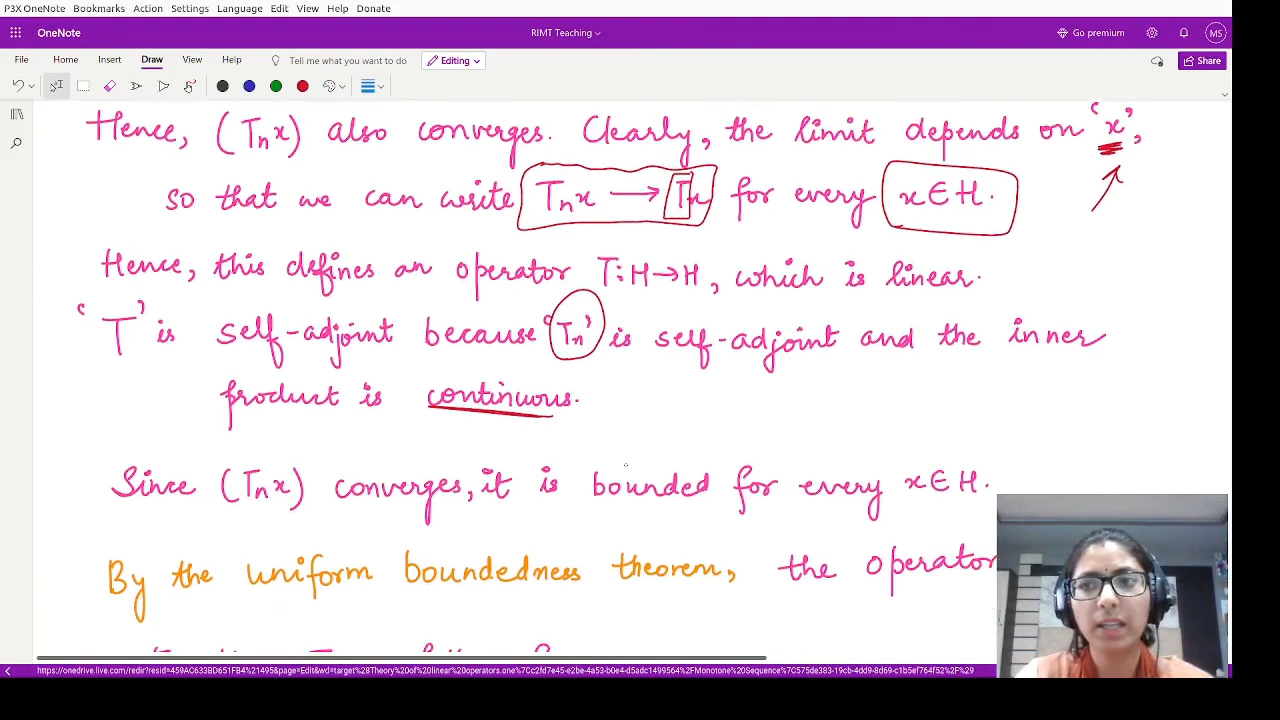 P3X OneNote Bookmarks Action Settings Language Edit View Help Donate
OneNote RIMT Teaching Go premium MS
File Home Insert Draw View Help Tell me what you want to do Editing Share
Hence, (Tnx) also converges. Clearly, the limit depends on 'x',
so that we can write Tnx → Tx for every x∈H.
Hence, this defines an operator T:H→H, which is linear.
'T' is self-adjoint because 'Tn' is self-adjoint and the inner
product is continuous.
Since (Tnx) converges, it is bounded for every x∈H.
By the uniform boundedness theorem, the operator